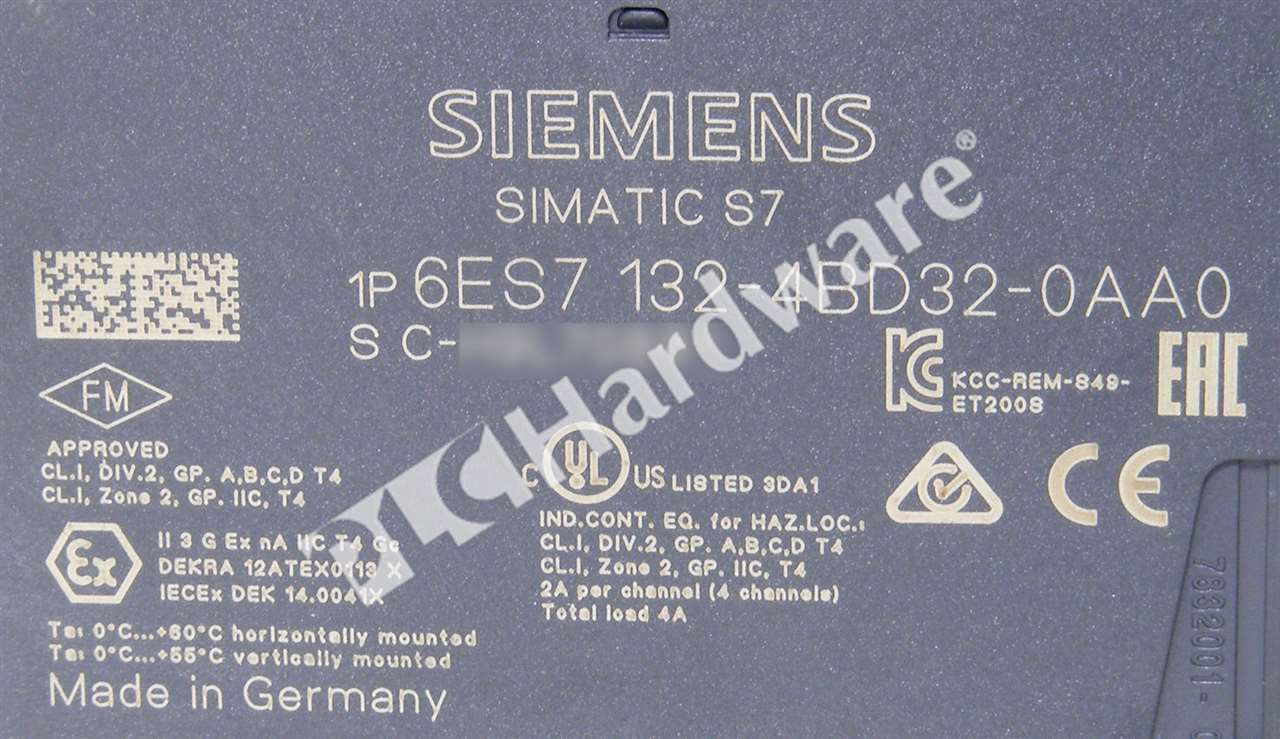 SIEMENS
SIMATIC S7
1P 6ES7 132-4BD32-0AA0
S C-
PLC Hardware®
KCC-REM-S49-
ET200S
EAC
FM
APPROVED
CL.I, DIV.2, GP. A,B,C,D T4
CL.I, Zone 2, GP. IIC, T4
Ex
II 3 G Ex nA IIC T4 Gc
DEKRA 12ATEX0113 X
IECEx DEK 14.0041X
C UL US LISTED 3DA1
IND.CONT. EQ. for HAZ.LOC.:
CL.I, DIV.2, GP. A,B,C,D T4
CL.I, Zone 2, GP. IIC, T4
2A per channel (4 channels)
Total load 4A
CE
Ta: 0°C...+60°C horizontally mounted
Ta: 0°C...+55°C vertically mounted
Made in Germany
7832001-